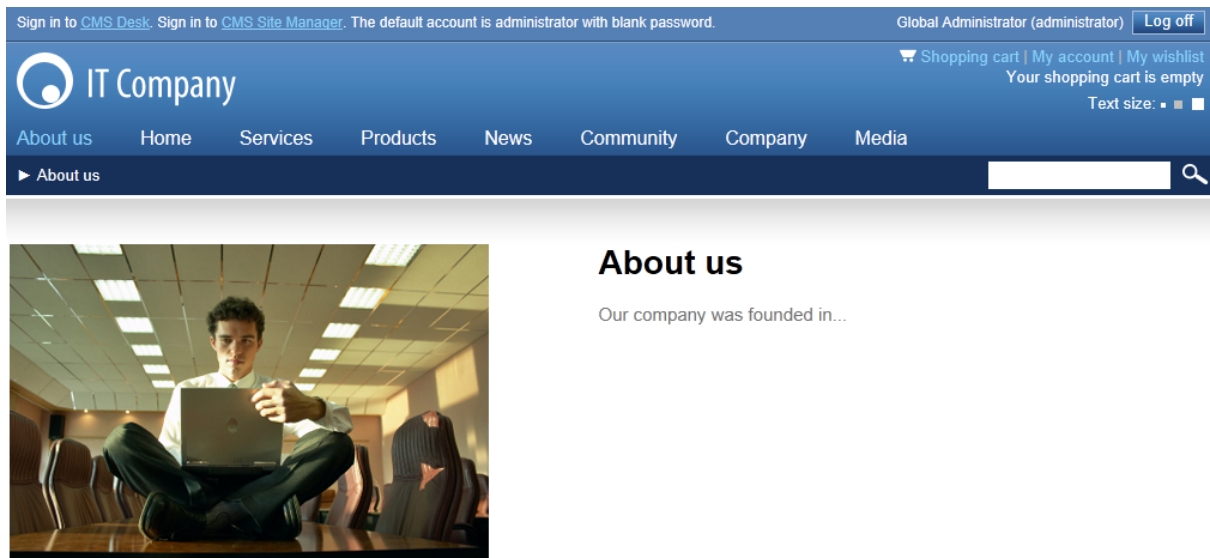 Sign in to CMS Desk. Sign in to CMS Site Manager. The default account is administrator with blank password. Global Administrator (administrator) Log off
Shopping cart | My account | My wishlist
IT Company
Your shopping cart is empty
Text size:
About us Home Services Products News Community Company Media
► About us
About us
Our company was founded in...